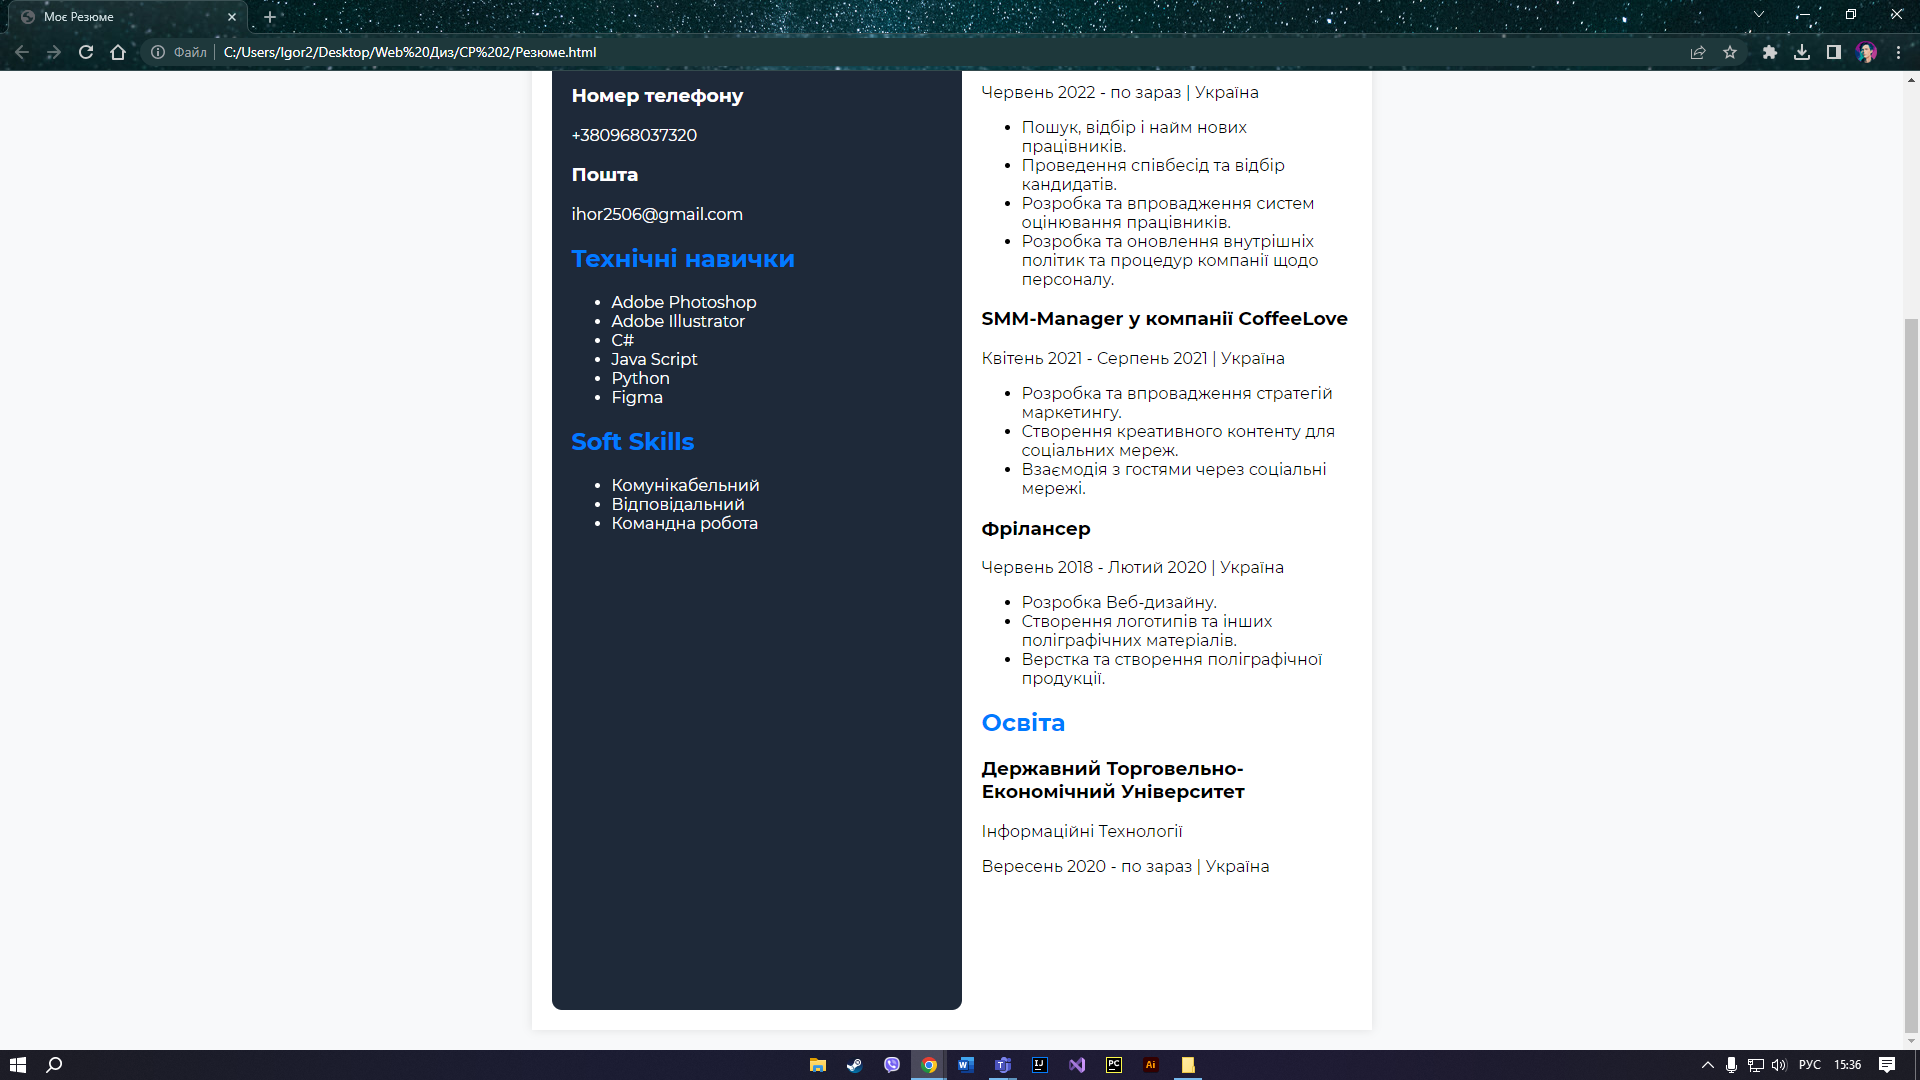 Моє Резюме
Файл
C:/Users/Igor2/Desktop/Web%20Диз/СР%202/Резюме.html
Номер телефону
+380968037320
Пошта
ihor2506@gmail.com
Технічні навички
Adobe Photoshop
Adobe Illustrator
C#
Java Script
Python
Figma
Soft Skills
Комунікабельний
Відповідальний
Командна робота
Червень 2022 - по зараз | Україна
Пошук, відбір і найм нових
працівників.
Проведення співбесід та відбір
кандидатів.
Розробка та впровадження систем
оцінювання працівників.
Розробка та оновлення внутрішніх
політик та процедур компанії щодо
персоналу.
SMM-Manager у компанії CoffeeLove
Квітень 2021 - Серпень 2021 | Україна
Розробка та впровадження стратегій
маркетингу.
Створення креативного контенту для
соціальних мереж.
Взаємодія з гостями через соціальні
мережі.
Фрілансер
Червень 2018 - Лютий 2020 | Україна
Розробка Веб-дизайну.
Створення логотипів та інших
поліграфічних матеріалів.
Верстка та створення поліграфічної
продукції.
Освіта
Державний Торговельно-
Економічний Університет
Інформаційні Технології
Вересень 2020 - по зараз | Україна
РУС
15:36